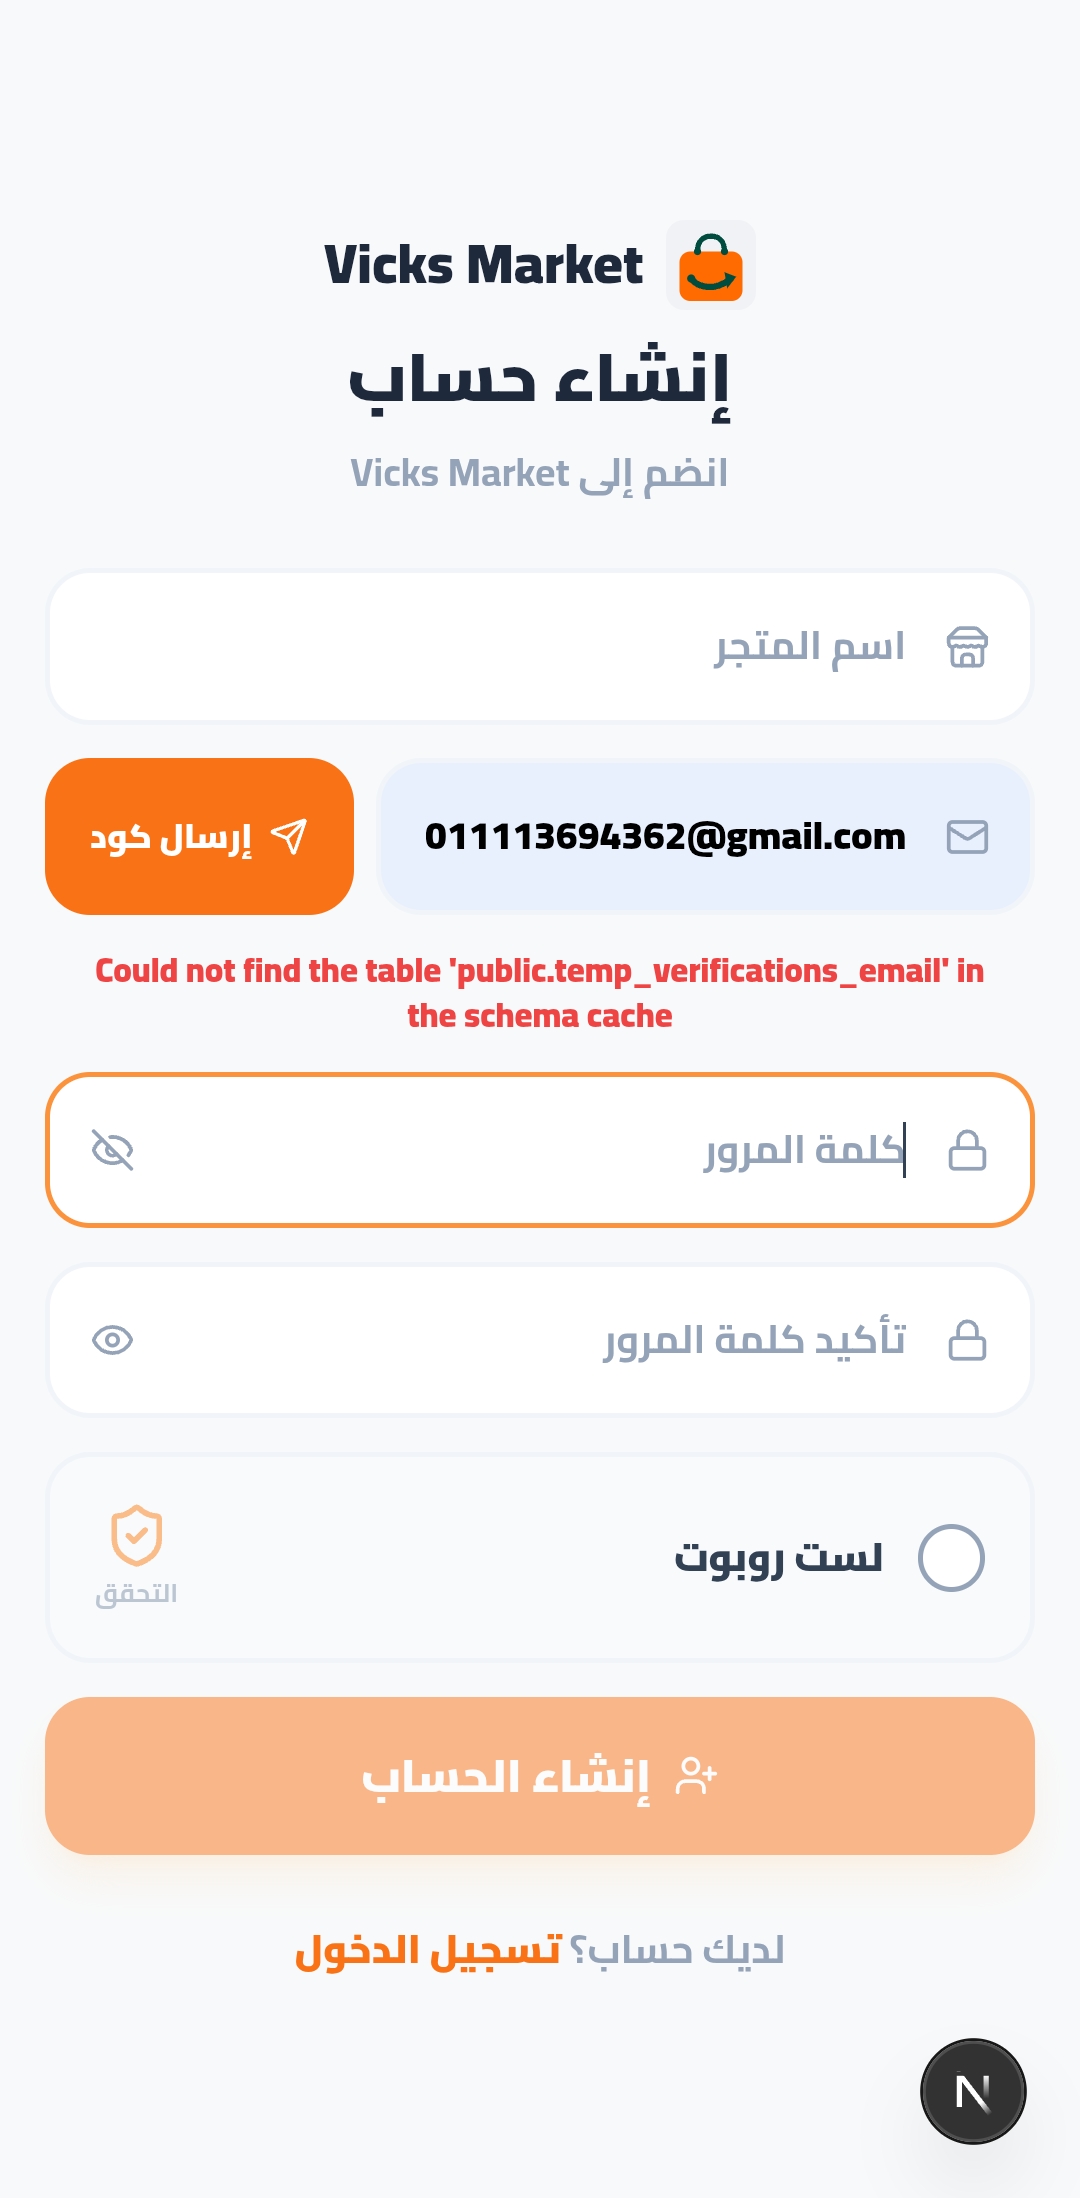 Vicks Market
إنشاء حساب
انضم إلى Vicks Market
اسم المتجر
011113694362@gmail.com
إرسال كود
Could not find the table 'public.temp_verifications_email' in
the schema cache
كلمة المرور
تأكيد كلمة المرور
لست روبوت
التحقق
إنشاء الحساب
لديك حساب؟ تسجيل الدخول
N